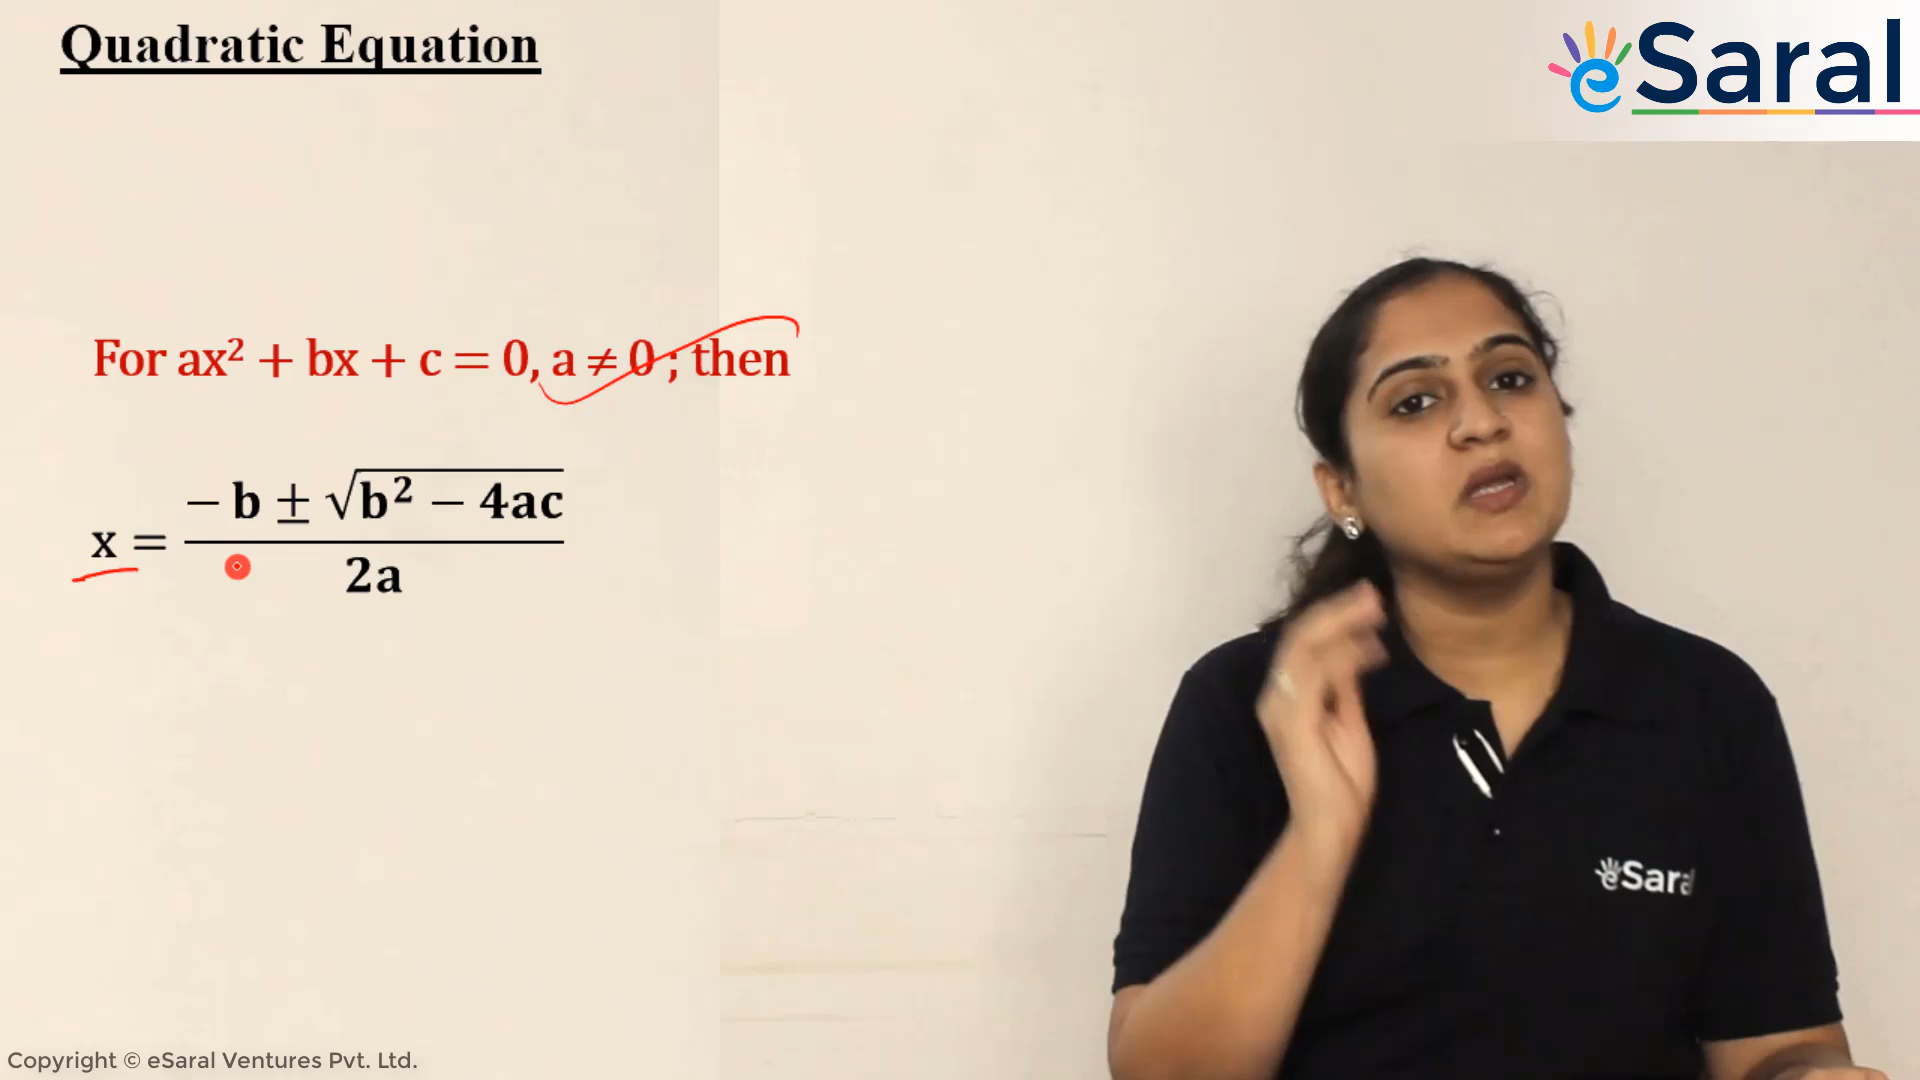 Quadratic Equation
eSaral
For ax² + bx + c = 0, a ≠ 0 ; then
x = − b ± √b² − 4ac
2a
eSaral
Copyright © eSaral Ventures Pvt. Ltd.